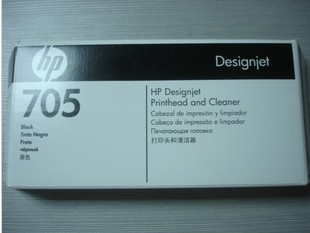 hp
Designjet
705
Black
Tinta Negra
Preto
чёрный
黑色
HP Designjet
Printhead and Cleaner
Cabezal de impresión y limpiador
Cabeça de impressão e limpador
Печатающая головка
打印头和清洁器